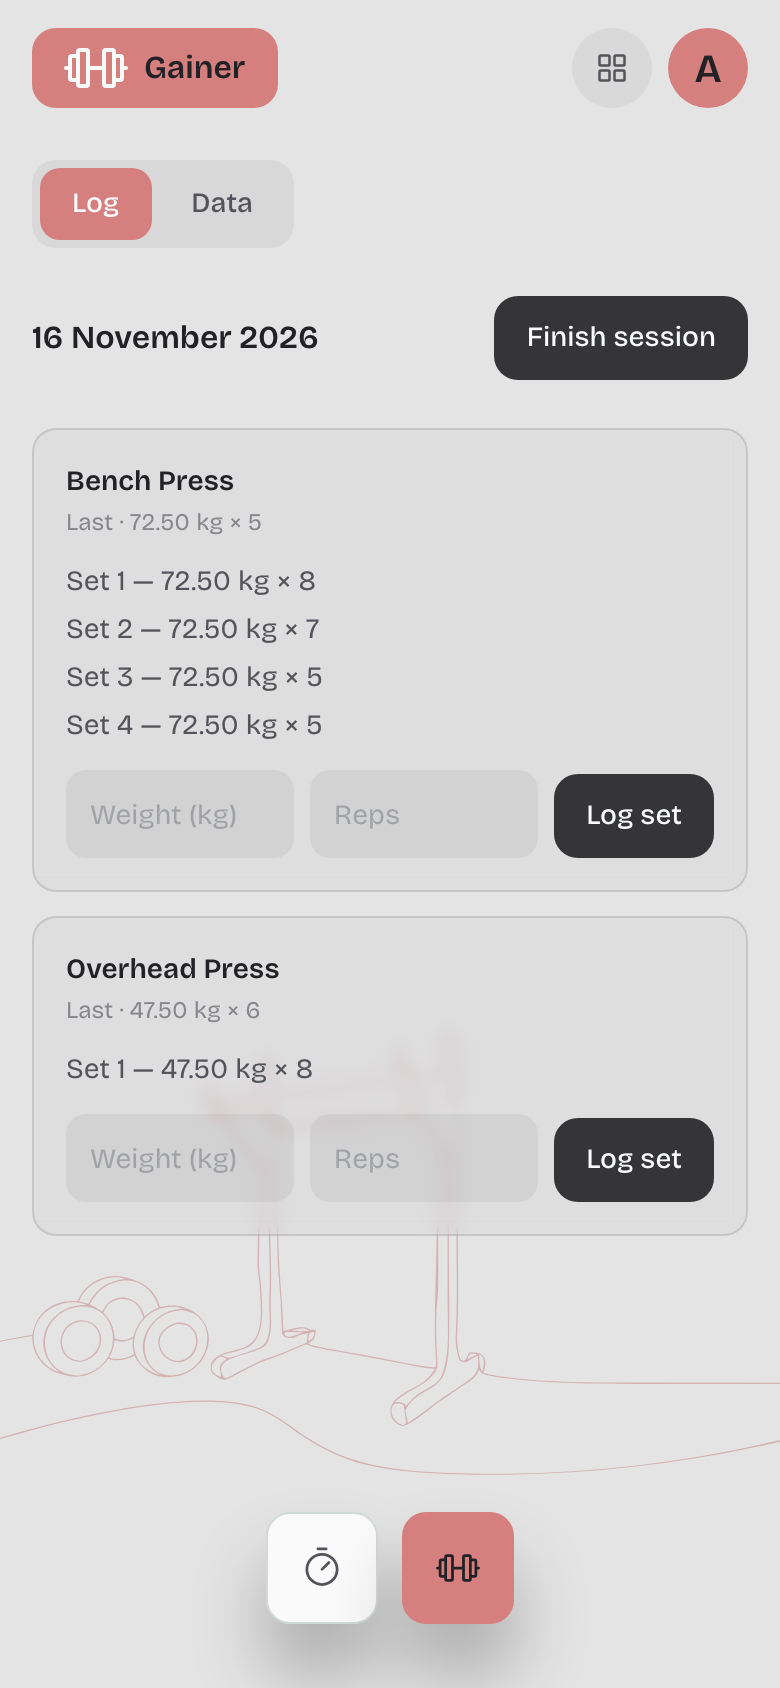 Gainer
A
Log
Data
16 November 2026
Finish session
Bench Press
Last · 72.50 kg × 5
Set 1 — 72.50 kg × 8
Set 2 — 72.50 kg × 7
Set 3 — 72.50 kg × 5
Set 4 — 72.50 kg × 5
Weight (kg)
Reps
Log set
Overhead Press
Last · 47.50 kg × 6
Set 1 — 47.50 kg × 8
Weight (kg)
Reps
Log set